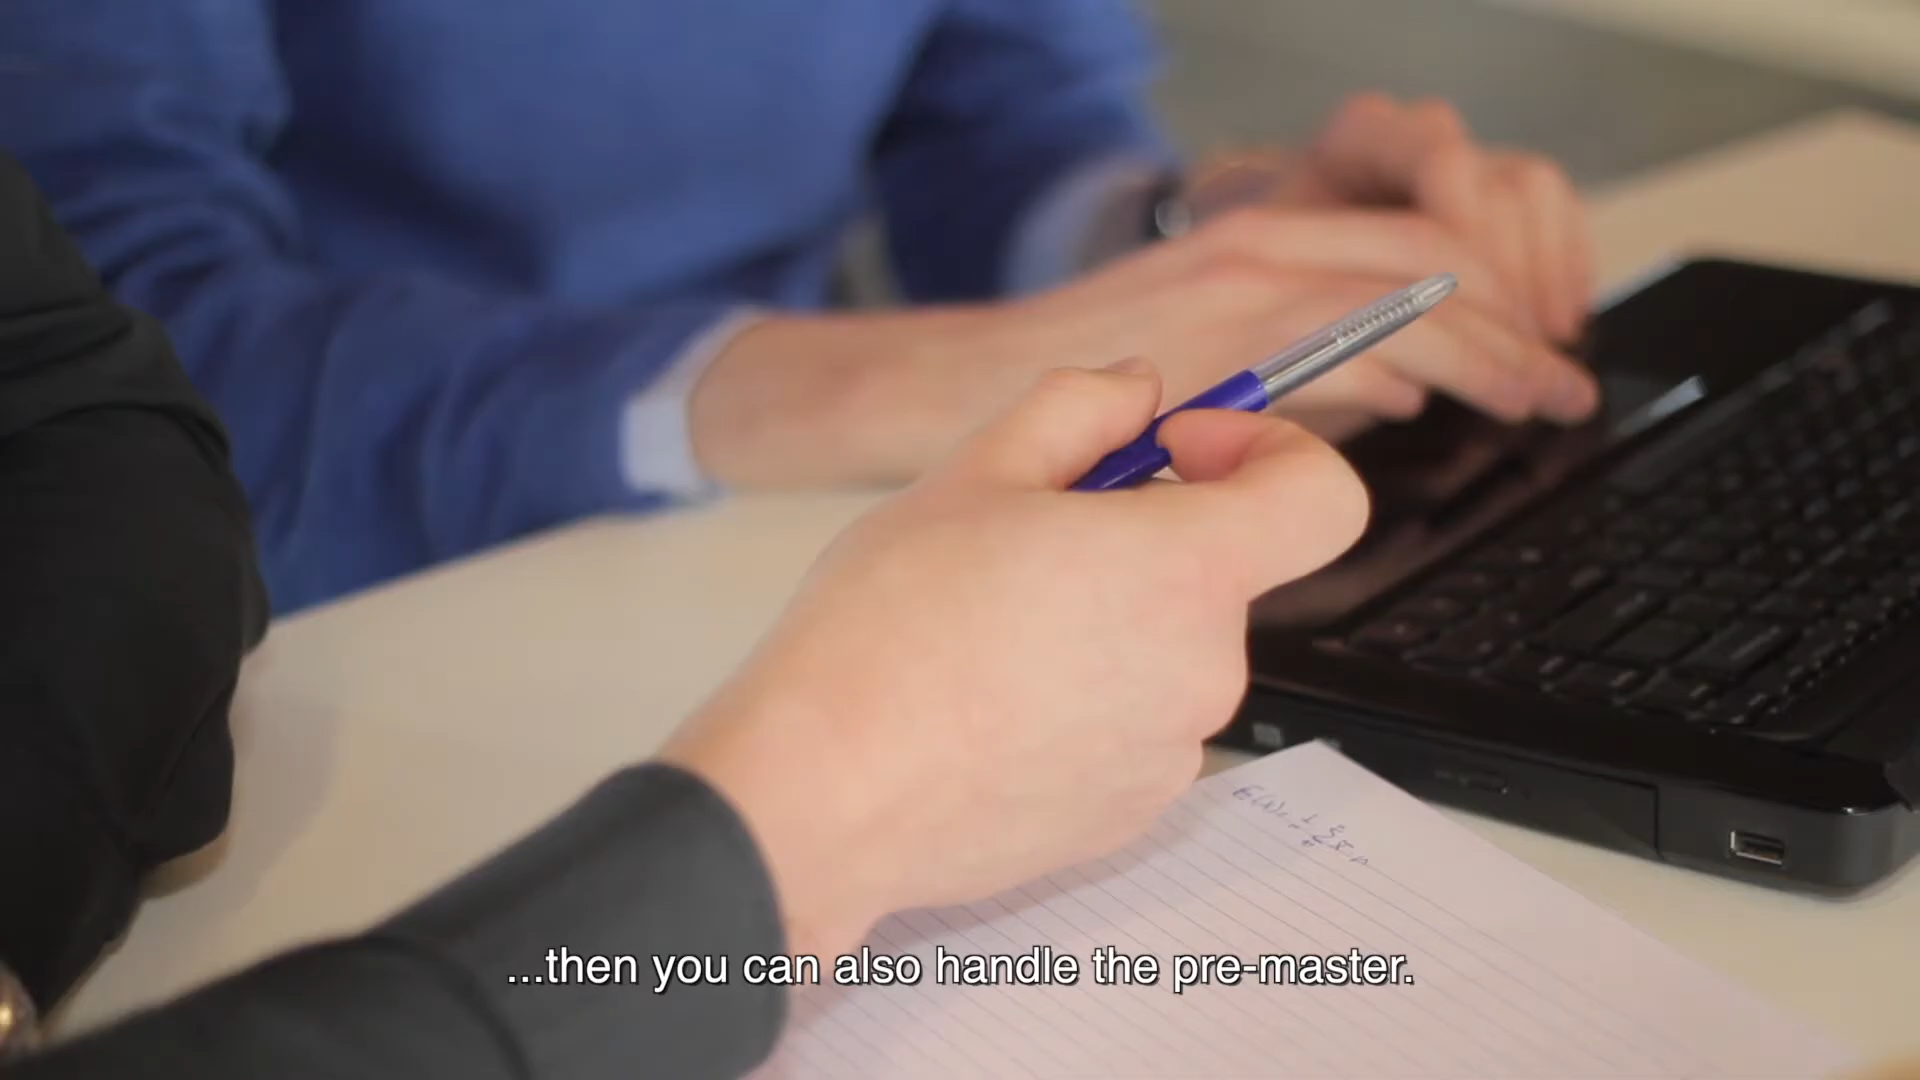 ...then you can also handle the pre-master.